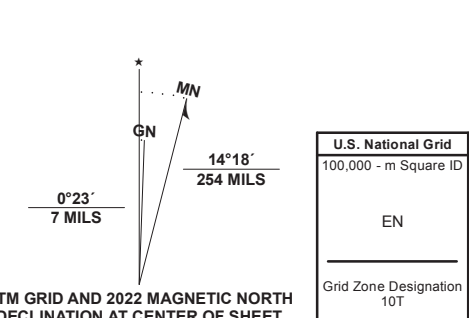 ★
MN
GN
14°18´
254 MILS
0°23´
7 MILS
TM GRID AND 2022 MAGNETIC NORTH
DECLINATION AT CENTER OF SHEET
U.S. National Grid
100,000 - m Square ID
EN
Grid Zone Designation
10T